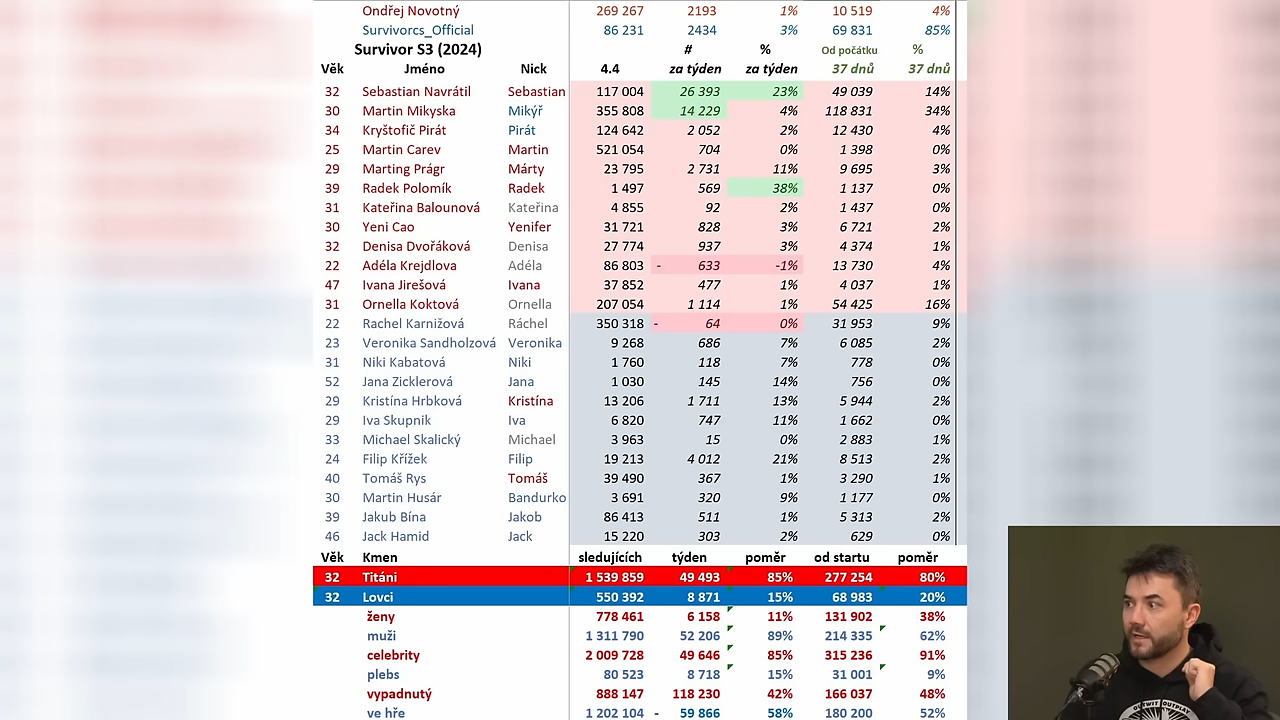 Ondřej Novotný 269 267 2193 1% 10 519 4%
Survivorcs_Official 86 231 2434 3% 69 831 85%
Survivor S3 (2024) # % Od počátku %
Věk Jméno Nick 4.4 za týden za týden 37 dnů 37 dnů
32 Sebastian Navrátil Sebastian 117 004 26 393 23% 49 039 14%
30 Martin Mikyska Mikýř 355 808 14 229 4% 118 831 34%
34 Kryštofič Pirát Pirát 124 642 2 052 2% 12 430 4%
25 Martin Carev Martin 521 054 704 0% 1 398 0%
29 Marting Prágr Márty 23 795 2 731 11% 9 695 3%
39 Radek Polomík Radek 1 497 569 38% 1 137 0%
31 Kateřina Balounová Kateřina 4 855 92 2% 1 437 0%
30 Yeni Cao Yenifer 31 721 828 3% 6 721 2%
32 Denisa Dvořáková Denisa 27 774 937 3% 4 374 1%
22 Adéla Krejdlova Adéla 86 803 - 633 -1% 13 730 4%
47 Ivana Jirešová Ivana 37 852 477 1% 4 037 1%
31 Ornella Koktová Ornella 207 054 1 114 1% 54 425 16%
22 Rachel Karnižová Ráchel 350 318 - 64 0% 31 953 9%
23 Veronika Sandholzová Veronika 9 268 686 7% 6 085 2%
31 Niki Kabatová Niki 1 760 118 7% 778 0%
52 Jana Zicklerová Jana 1 030 145 14% 756 0%
29 Kristína Hrbková Kristína 13 206 1 711 13% 5 944 2%
29 Iva Skupnik Iva 6 820 747 11% 1 662 0%
33 Michael Skalický Michael 3 963 15 0% 2 883 1%
24 Filip Křížek Filip 19 213 4 012 21% 8 513 2%
40 Tomáš Rys Tomáš 39 490 367 1% 3 290 1%
30 Martin Husár Bandurko 3 691 320 9% 1 177 0%
39 Jakub Bína Jakob 86 413 511 1% 5 313 2%
46 Jack Hamid Jack 15 220 303 2% 629 0%
Věk Kmen sledujících týden poměr od startu poměr
32 Titáni 1 539 859 49 493 85% 277 254 80%
32 Lovci 550 392 8 871 15% 68 983 20%
ženy 778 461 6 158 11% 131 902 38%
muži 1 311 790 52 206 89% 214 335 62%
celebrity 2 009 728 49 646 85% 315 236 91%
plebs 80 523 8 718 15% 31 001 9%
vypadnutý 888 147 118 230 42% 166 037 48%
ve hře 1 202 104 - 59 866 58% 180 200 52%
OUTWIT OUTPLAY